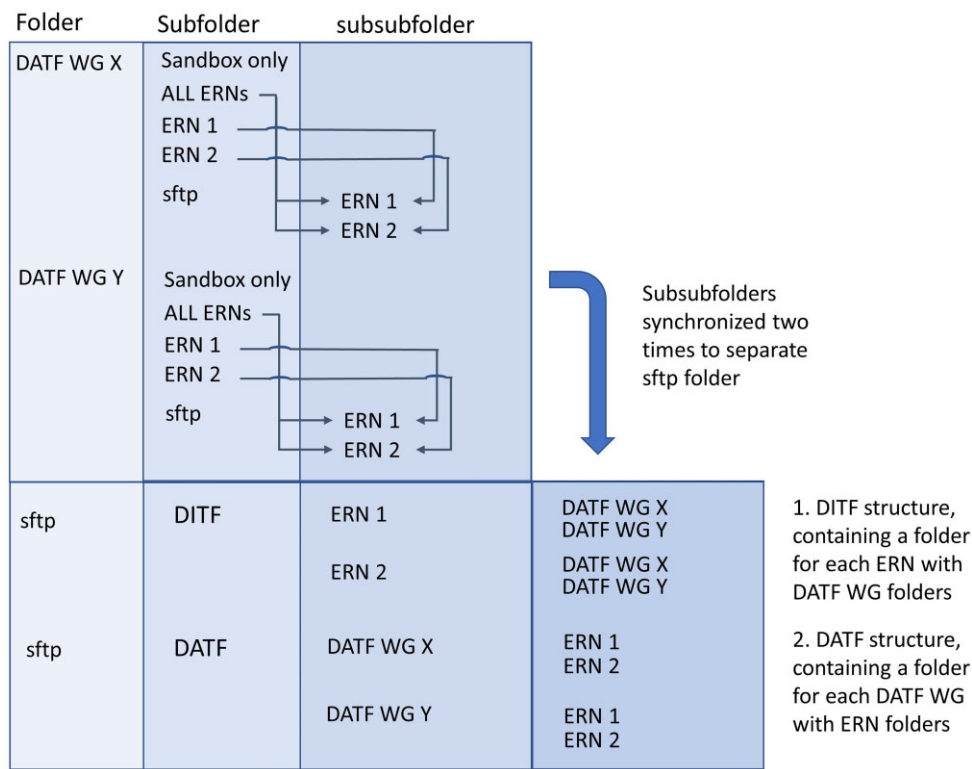 Folder Subfolder subsubfolder
DATF WG X
Sandbox only
ALL ERNs
ERN 1
ERN 2
sftp
ERN 1
ERN 2
DATF WG Y
Sandbox only
ALL ERNs
ERN 1
ERN 2
sftp
ERN 1
ERN 2
Subsubfolders
synchronized two
times to separate
sftp folder
sftp DITF ERN 1
DATF WG X
DATF WG Y
ERN 2
DATF WG X
DATF WG Y
1. DITF structure,
containing a folder
for each ERN with
DATF WG folders
sftp DATF DATF WG X
ERN 1
ERN 2
DATF WG Y
ERN 1
ERN 2
2. DATF structure,
containing a folder
for each DATF WG
with ERN folders